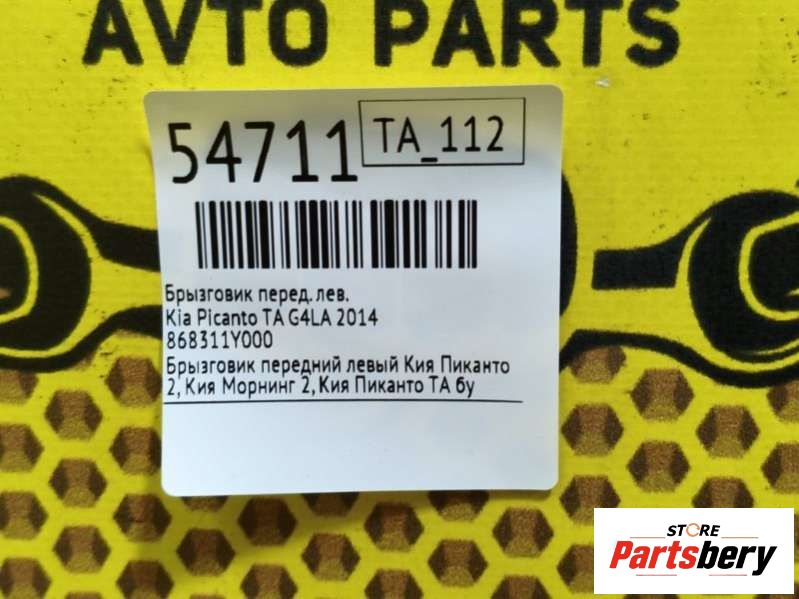 AVTO PARTS
54711
TA_112
Брызговик перед. лев.
Kia Picanto TA G4LA 2014
868311Y000
Брызговик передний левый Кия Пиканто
2, Кия Морнинг 2, Кия Пиканто ТА бу
STORE
Partsbery